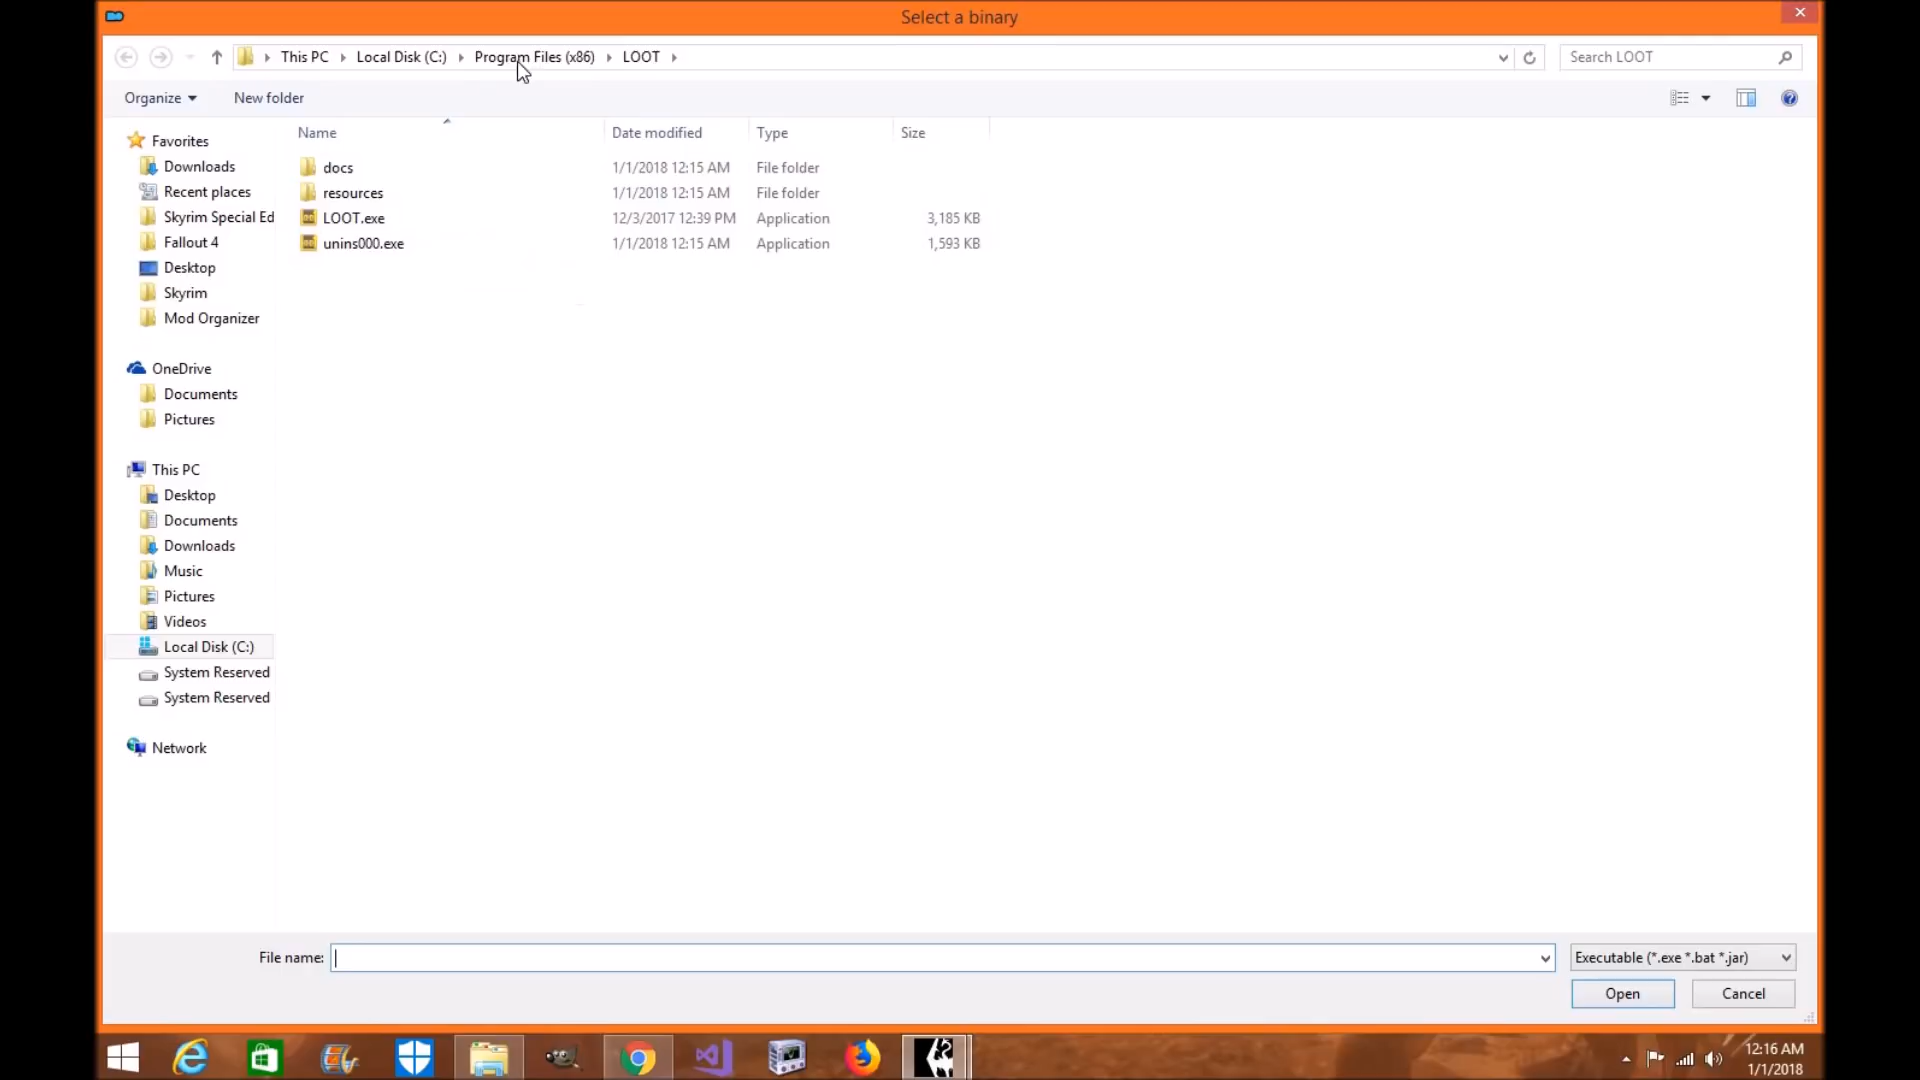 Select a binary
This PC Local Disk (C:) Program Files (x86) LOOT
Search LOOT
Organize New folder
Name Date modified Type Size
docs 1/1/2018 12:15 AM File folder
resources 1/1/2018 12:15 AM File folder
LOOT.exe 12/3/2017 12:39 PM Application 3,185 KB
unins000.exe 1/1/2018 12:15 AM Application 1,593 KB
Favorites
Downloads
Recent places
Skyrim Special Ed
Fallout 4
Desktop
Skyrim
Mod Organizer
OneDrive
Documents
Pictures
This PC
Desktop
Documents
Downloads
Music
Pictures
Videos
Local Disk (C:)
System Reserved
System Reserved
Network
File name:
Executable (*.exe *.bat *.jar)
Open Cancel
12:16 AM
1/1/2018